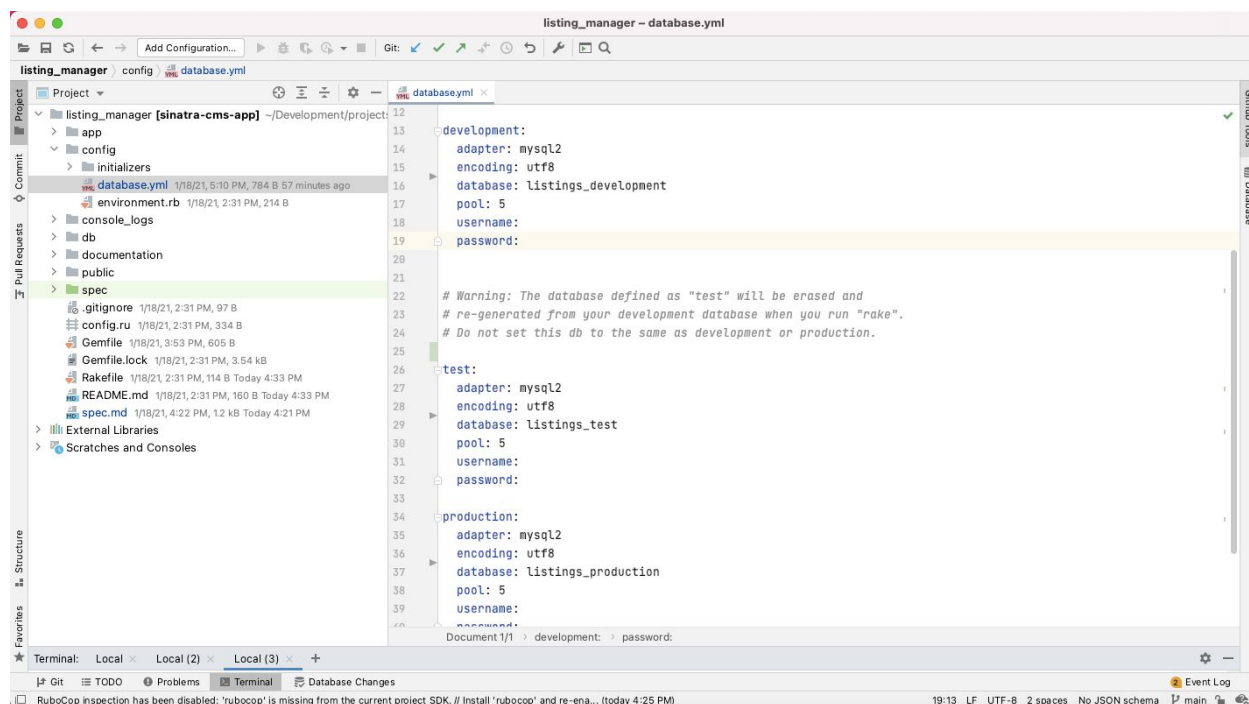 listing_manager – database.yml
Add Configuration...
Git:
listing_manager
config
database.yml
Project
database.yml
listing_manager [sinatra-cms-app] ~/Development/project
app
config
initializers
database.yml 1/18/21, 5:10 PM, 784 B 57 minutes ago
environment.rb 1/18/21, 2:31 PM, 214 B
console_logs
db
documentation
public
spec
.gitignore 1/18/21, 2:31 PM, 97 B
config.ru 1/18/21, 2:31 PM, 334 B
Gemfile 1/18/21, 3:53 PM, 605 B
Gemfile.lock 1/18/21, 2:31 PM, 3.54 kB
Rakefile 1/18/21, 2:31 PM, 114 B Today 4:33 PM
README.md 1/18/21, 2:31 PM, 160 B Today 4:33 PM
spec.md 1/18/21, 4:22 PM, 1.2 kB Today 4:21 PM
External Libraries
Scratches and Consoles
Project
Commit
Pull Requests
Structure
Favorites
12
13 development:
14 adapter: mysql2
15 encoding: utf8
16 database: listings_development
17 pool: 5
18 username:
19 password:
20
21
22 # Warning: The database defined as "test" will be erased and
23 # re-generated from your development database when you run "rake".
24 # Do not set this db to the same as development or production.
25
26 test:
27 adapter: mysql2
28 encoding: utf8
29 database: listings_test
30 pool: 5
31 username:
32 password:
33
34 production:
35 adapter: mysql2
36 encoding: utf8
37 database: listings_production
38 pool: 5
39 username:
40 password:
Document 1/1
development:
password:
Database
Terminal: Local Local (2) Local (3)
Git TODO Problems Terminal Database Changes
2 Event Log
RuboCop inspection has been disabled: 'rubocop' is missing from the current project SDK. // Install 'rubocop' and re-ena... (today 4:25 PM)
19:13 LF UTF-8 2 spaces No JSON schema main